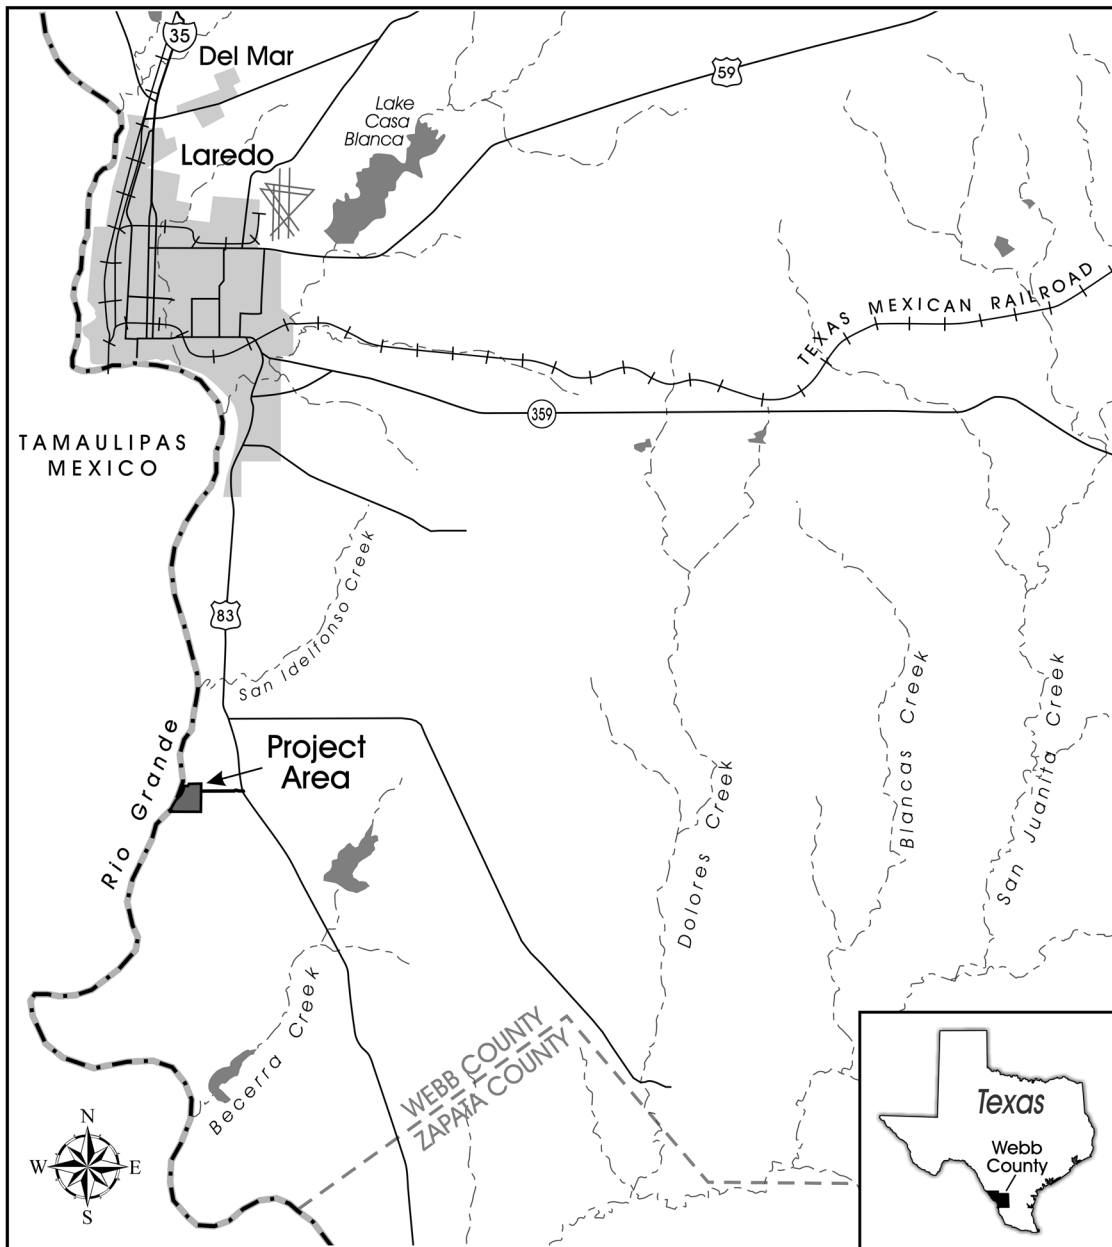 35
Del Mar
59
Lake
Casa
Blanca
Laredo
TEXAS MEXICAN RAILROAD
359
TAMAULIPAS
MEXICO
San Idelfonso Creek
83
Rio Grande
Project
Area
Dolores Creek
Blancas Creek
San Juanita Creek
Becerra Creek
WEBB COUNTY
ZAPATA COUNTY
N
W
E
S
Texas
Webb
County